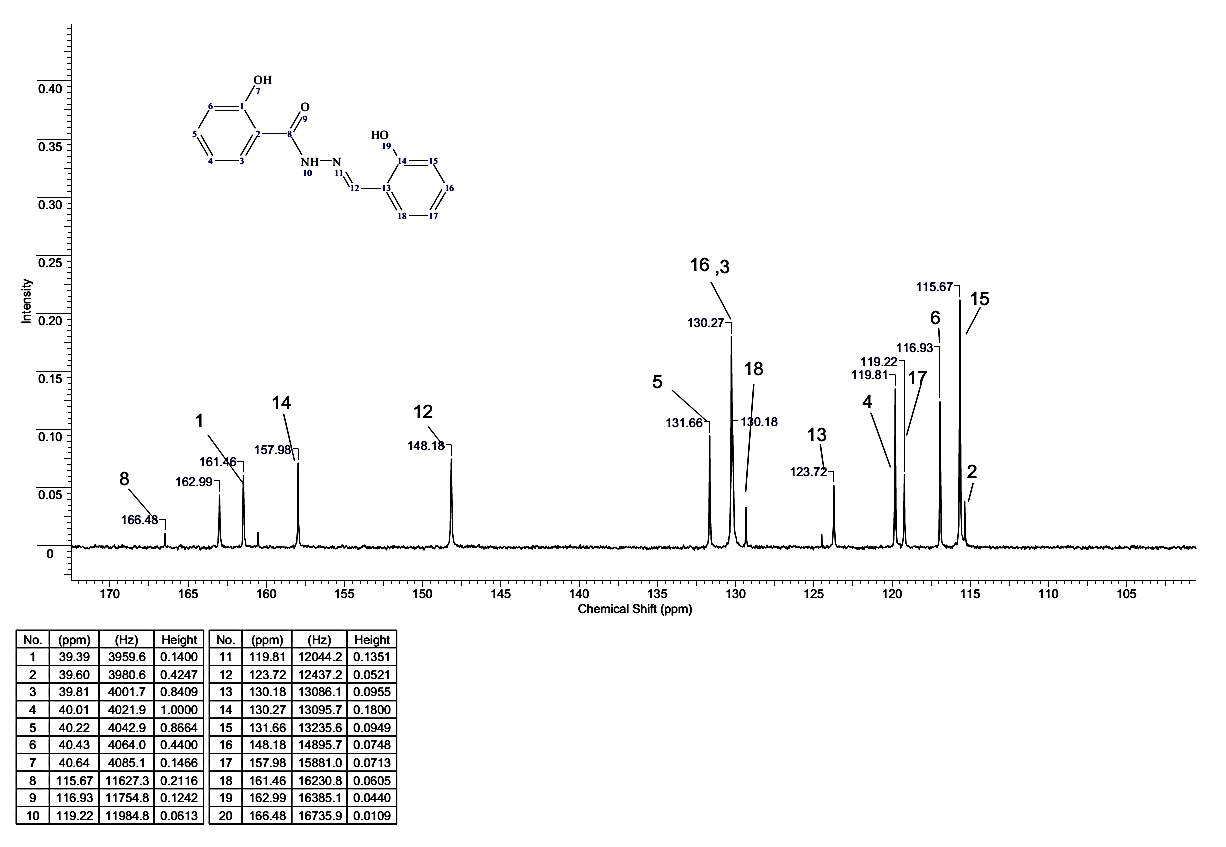 OH
7
6
1
O
9
5
2
8
HO
19
4
3
NH
N
14
15
10
11
12
13
16
18
17
16 ,3
115.67
15
130.27
6
116.93
119.22
18
17
119.81
5
4
14
12
131.66
130.18
1
13
157.98
148.18
161.46
123.72
8
162.99
2
166.48
0.40
0.35
0.30
0.25
0.20
0.15
0.10
0.05
0
Intensity
170 165 160 155 150 145 140 135 130 125 120 115 110 105
Chemical Shift (ppm)
No. (ppm) (Hz) Height No. (ppm) (Hz) Height
1 39.39 3959.6 0.1400 11 119.81 12044.2 0.1351
2 39.60 3980.6 0.4247 12 123.72 12437.2 0.0521
3 39.81 4001.7 0.8409 13 130.18 13086.1 0.0955
4 40.01 4021.9 1.0000 14 130.27 13095.7 0.1800
5 40.22 4042.9 0.8664 15 131.66 13235.6 0.0949
6 40.43 4064.0 0.4400 16 148.18 14895.7 0.0748
7 40.64 4085.1 0.1466 17 157.98 15881.0 0.0713
8 115.67 11627.3 0.2116 18 161.46 16230.8 0.0605
9 116.93 11754.8 0.1242 19 162.99 16385.1 0.0440
10 119.22 11984.8 0.0613 20 166.48 16735.9 0.0109